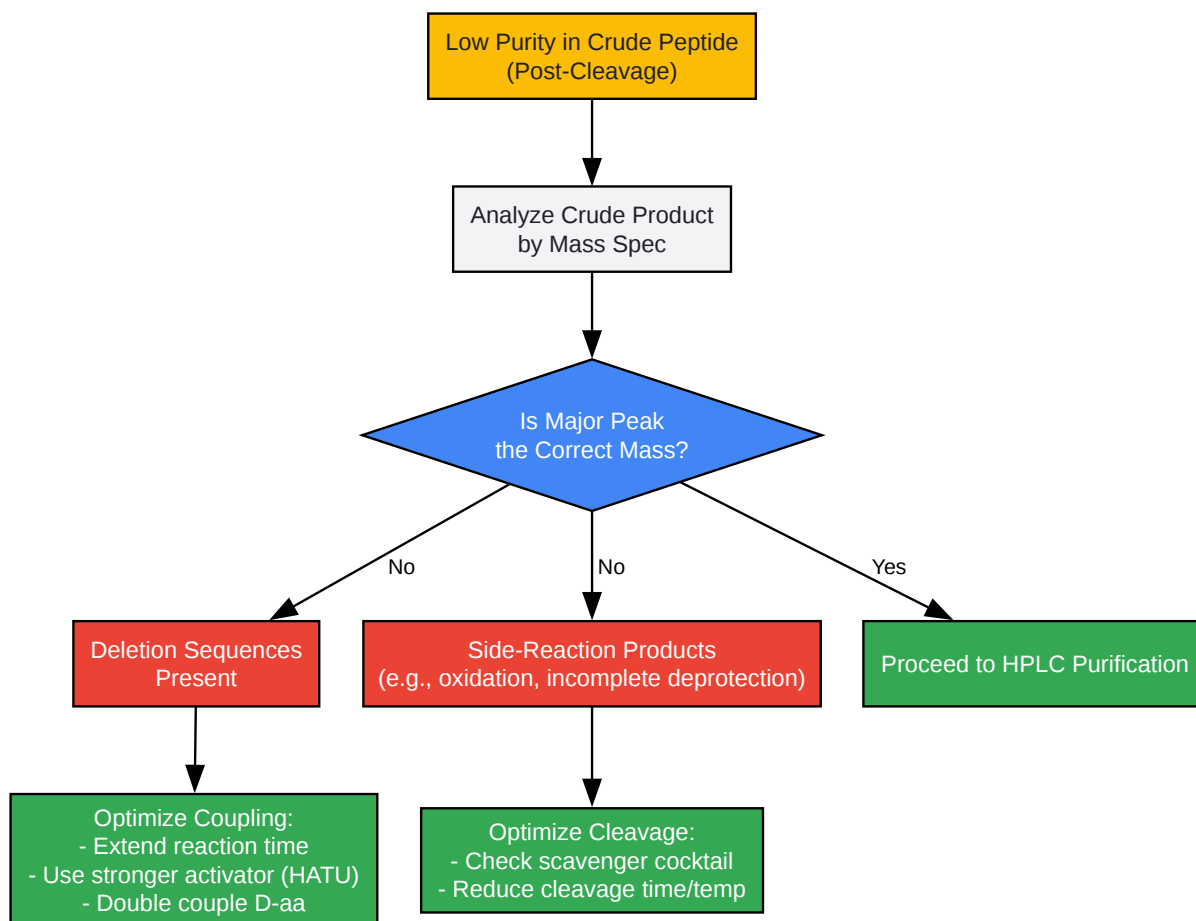 Low Purity in Crude Peptide
(Post-Cleavage)
Analyze Crude Product
by Mass Spec
Is Major Peak
the Correct Mass?
No
No
Yes
Deletion Sequences
Present
Side-Reaction Products
(e.g., oxidation, incomplete deprotection)
Proceed to HPLC Purification
Optimize Coupling:
- Extend reaction time
- Use stronger activator (HATU)
- Double couple D-aa
Optimize Cleavage:
- Check scavenger cocktail
- Reduce cleavage time/temp